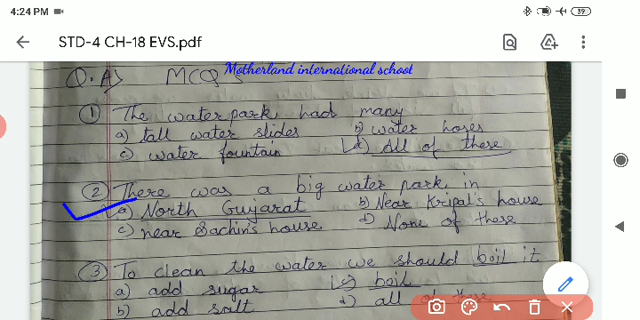 4:24 PM
39
STD-4 CH-18 EVS.pdf
Q.A) MCQ's Motherland international school
① The water park had many
a) tall water slides b) water hoses
c) water fountain d) All of these
② There was a big water park in
a) North Gujarat b) Near Kripal's house
c) near Sachin's house d) None of these
③ To clean the water we should boil it
a) add sugar c) boil
b) add salt d) all of these